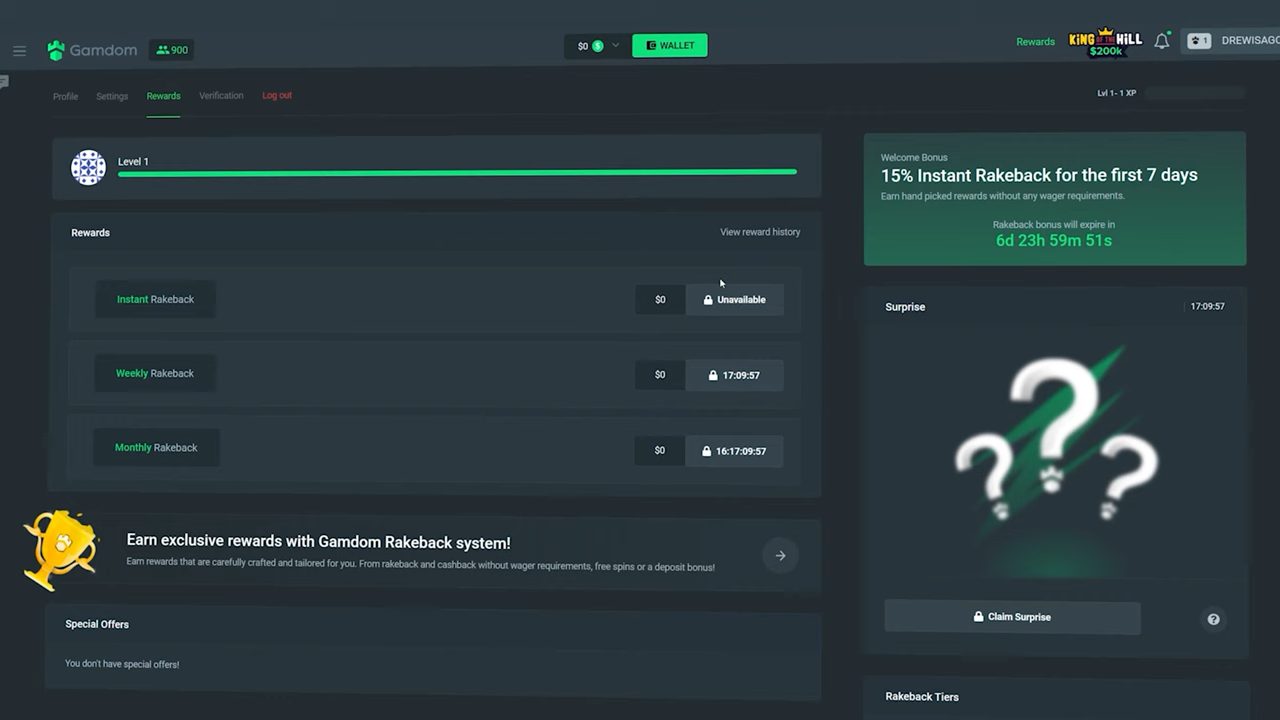 Gamdom
900
$0
WALLET
Rewards
KING OF THE HILL
$200k
1
DREWISAGO
Profile
Settings
Rewards
Verification
Log out
Lvl 1- 1 XP
Level 1
Welcome Bonus
15% Instant Rakeback for the first 7 days
Earn hand picked rewards without any wager requirements.
Rakeback bonus will expire in
6d 23h 59m 51s
Rewards
View reward history
Instant Rakeback
$0
Unavailable
Weekly Rakeback
$0
17:09:57
Monthly Rakeback
$0
16:17:09:57
Surprise
17:09:57
Claim Surprise
?
Earn exclusive rewards with Gamdom Rakeback system!
Earn rewards that are carefully crafted and tailored for you. From rakeback and cashback without wager requirements, free spins or a deposit bonus!
Special Offers
You don't have special offers!
Rakeback Tiers